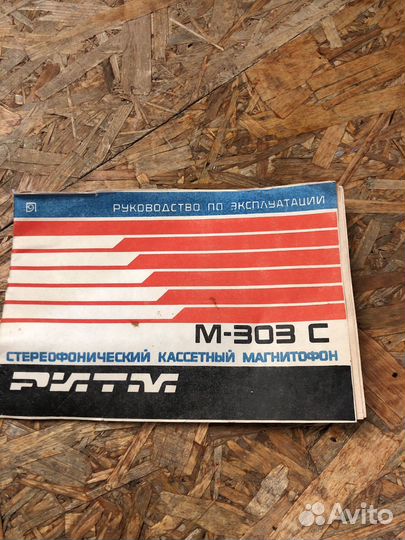 РУКОВОДСТВО ПО ЭКСПЛУАТАЦИИ
М-303 С
СТЕРЕОФОНИЧЕСКИЙ КАССЕТНЫЙ МАГНИТОФОН
РИТМ
Avito